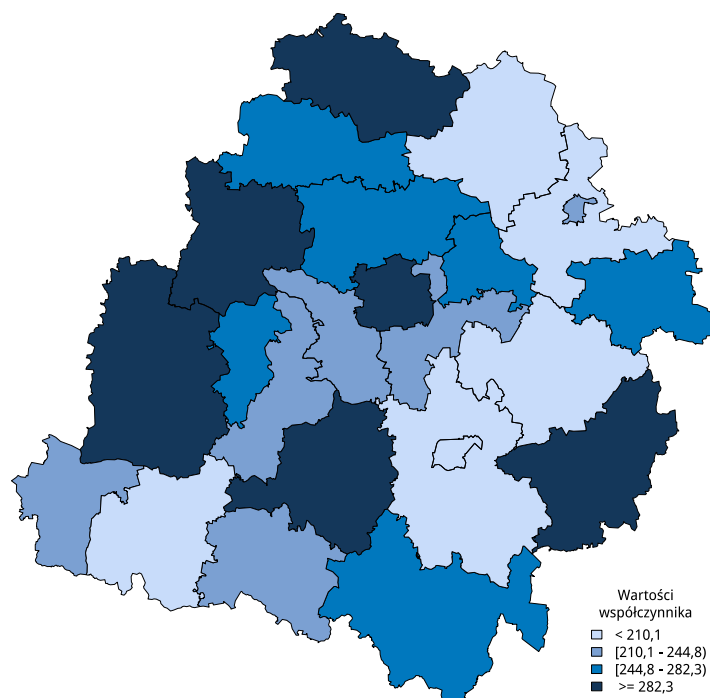 Wartości
współczynnika
< 210,1
[210,1 - 244,8)
[244,8 - 282,3)
>= 282,3